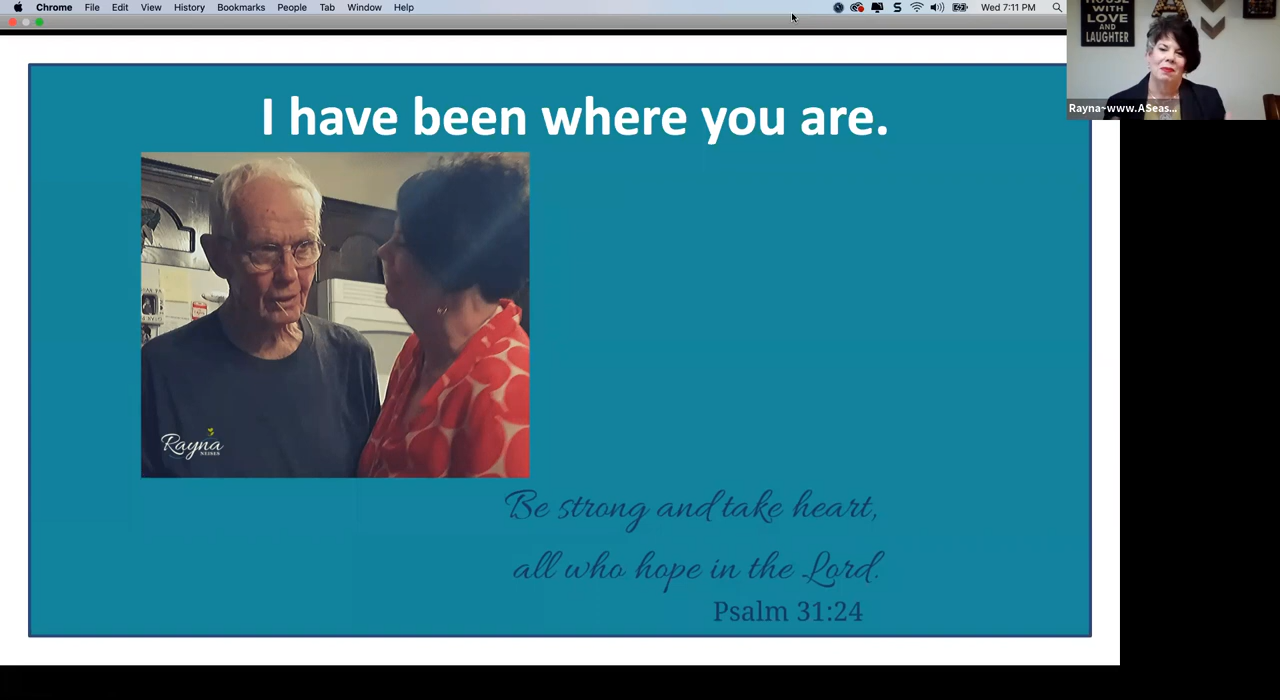 Chrome File Edit View History Bookmarks People Tab Window Help
Wed 7:11 PM
HOUSE
WITH
LOVE
AND
LAUGHTER
Rayna~www.ASeas...
I have been where you are.
Rayna
NEISES
Be strong and take heart,
all who hope in the Lord.
Psalm 31:24